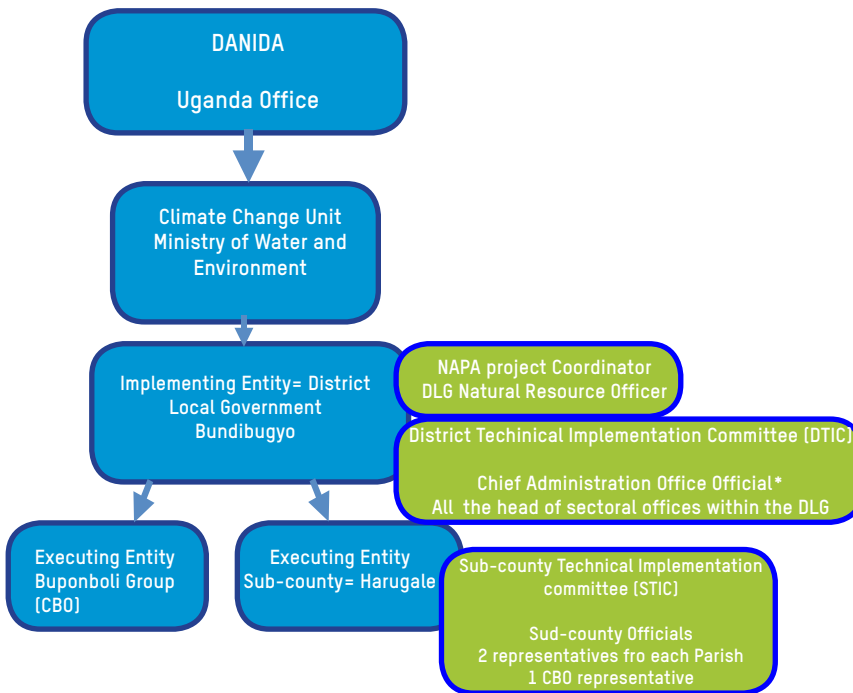 DANIDA
Uganda Office
Climate Change Unit
Ministry of Water and
Environment
Implementing Entity= District
Local Government
Bundibugyo
NAPA project Coordinator
DLG Natural Resource Officer
District Techinical Implementation Committee (DTIC)
Chief Administration Office Official*
All the head of sectoral offices within the DLG
Executing Entity
Buponboli Group
(CBO)
Executing Entity
Sub-county= Harugale
Sub-county Technical Implementation
committee (STIC)
Sud-county Officials
2 representatives fro each Parish
1 CBO representative